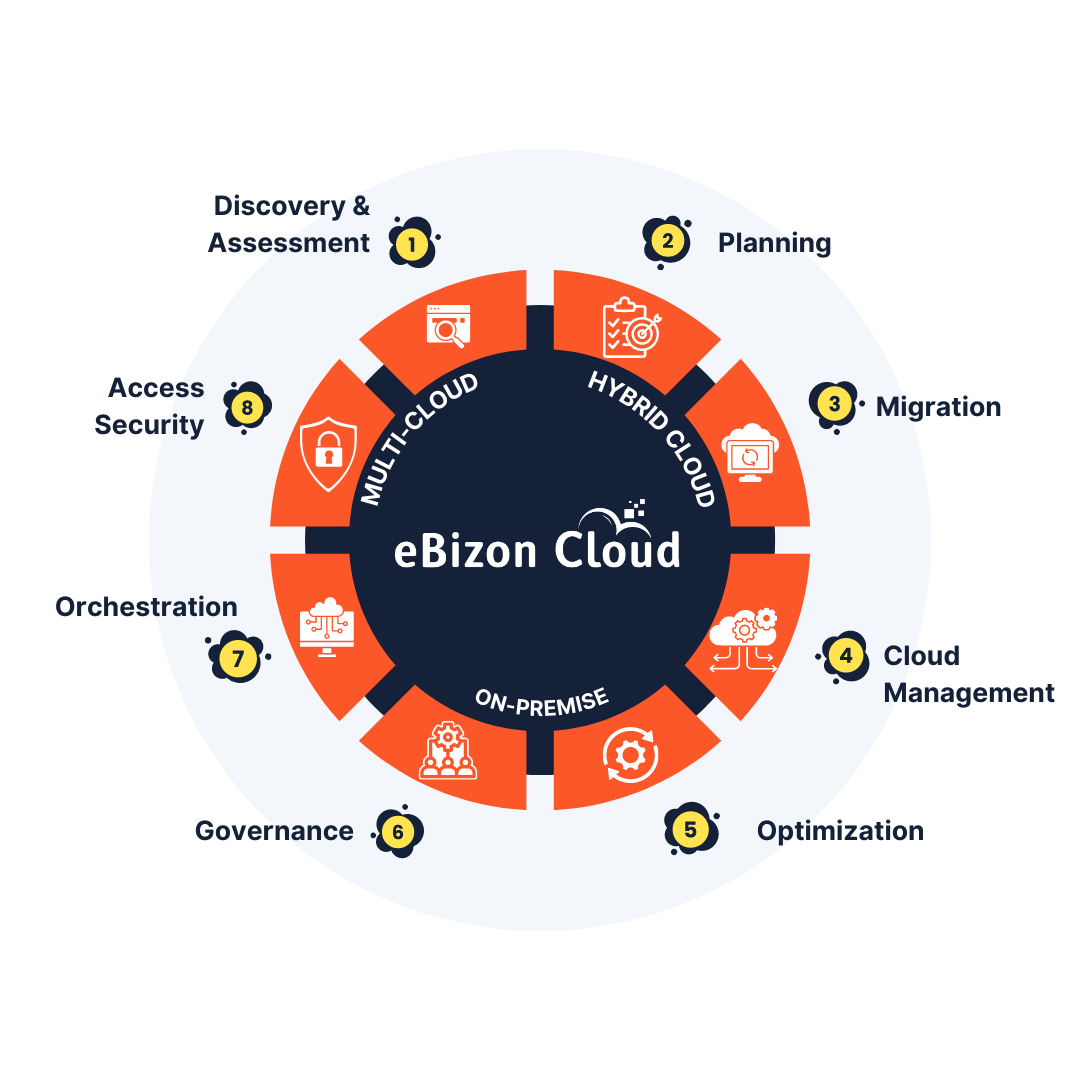 Discovery &
Assessment
1
2
Planning
3
Migration
4
Cloud
Management
5
Optimization
6
Governance
7
Orchestration
8
Access
Security
MULTI-CLOUD
HYBRID CLOUD
eBizon Cloud
ON-PREMISE